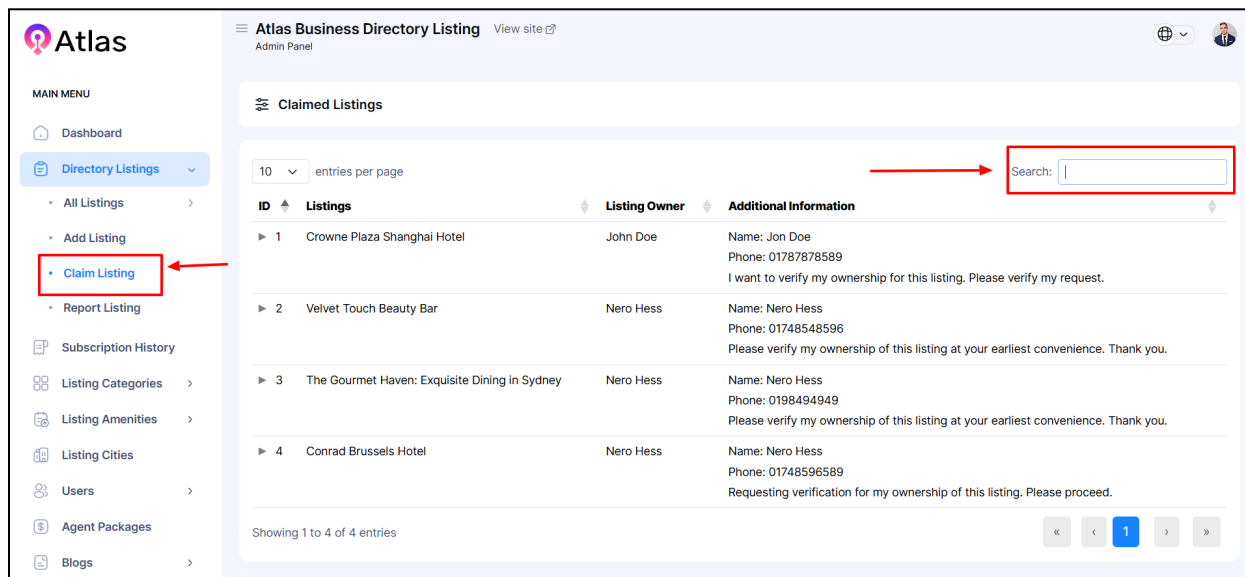 Atlas
Atlas Business Directory Listing View site
Admin Panel
MAIN MENU
Dashboard
Directory Listings
All Listings
Add Listing
Claim Listing
Report Listing
Subscription History
Listing Categories
Listing Amenities
Listing Cities
Users
Agent Packages
Blogs
Claimed Listings
10 entries per page
Search:
ID Listings Listing Owner Additional Information
1 Crowne Plaza Shanghai Hotel John Doe Name: Jon Doe
Phone: 01787878589
I want to verify my ownership for this listing. Please verify my request.
2 Velvet Touch Beauty Bar Nero Hess Name: Nero Hess
Phone: 01748548596
Please verify my ownership of this listing at your earliest convenience. Thank you.
3 The Gourmet Haven: Exquisite Dining in Sydney Nero Hess Name: Nero Hess
Phone: 0198494949
Please verify my ownership of this listing at your earliest convenience. Thank you.
4 Conrad Brussels Hotel Nero Hess Name: Nero Hess
Phone: 01748596589
Requesting verification for my ownership of this listing. Please proceed.
Showing 1 to 4 of 4 entries
« ‹ 1 › »